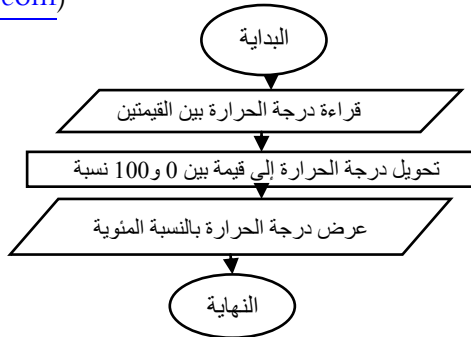 com)
البداية
قراءة درجة الحرارة بين القيمتين
تحويل درجة الحرارة إلى قيمة بين 0 و100 نسبة
عرض درجة الحرارة بالنسبة المئوية
النهاية